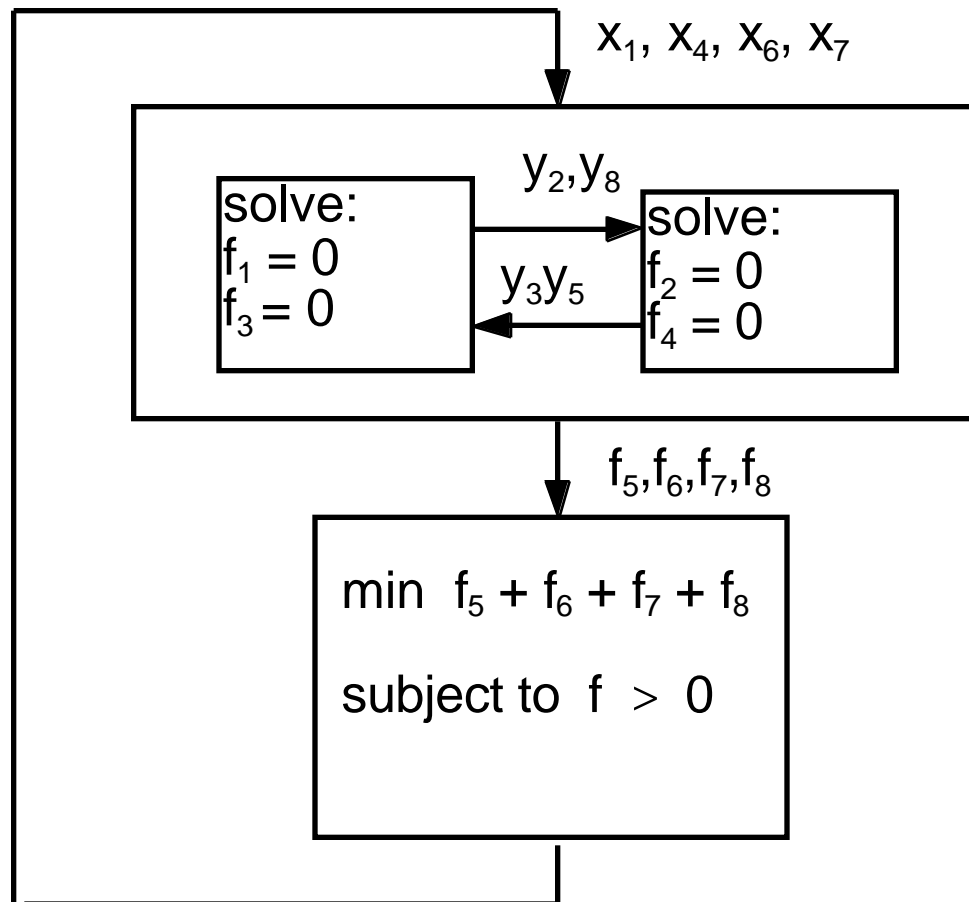 x₁, x₄, x₆, x₇
y₂,y₈
solve:
f₁ = 0
f₃ = 0
y₃y₅
solve:
f₂ = 0
f₄ = 0
f₅,f₆,f₇,f₈
min f₅ + f₆ + f₇ + f₈
subject to f > 0